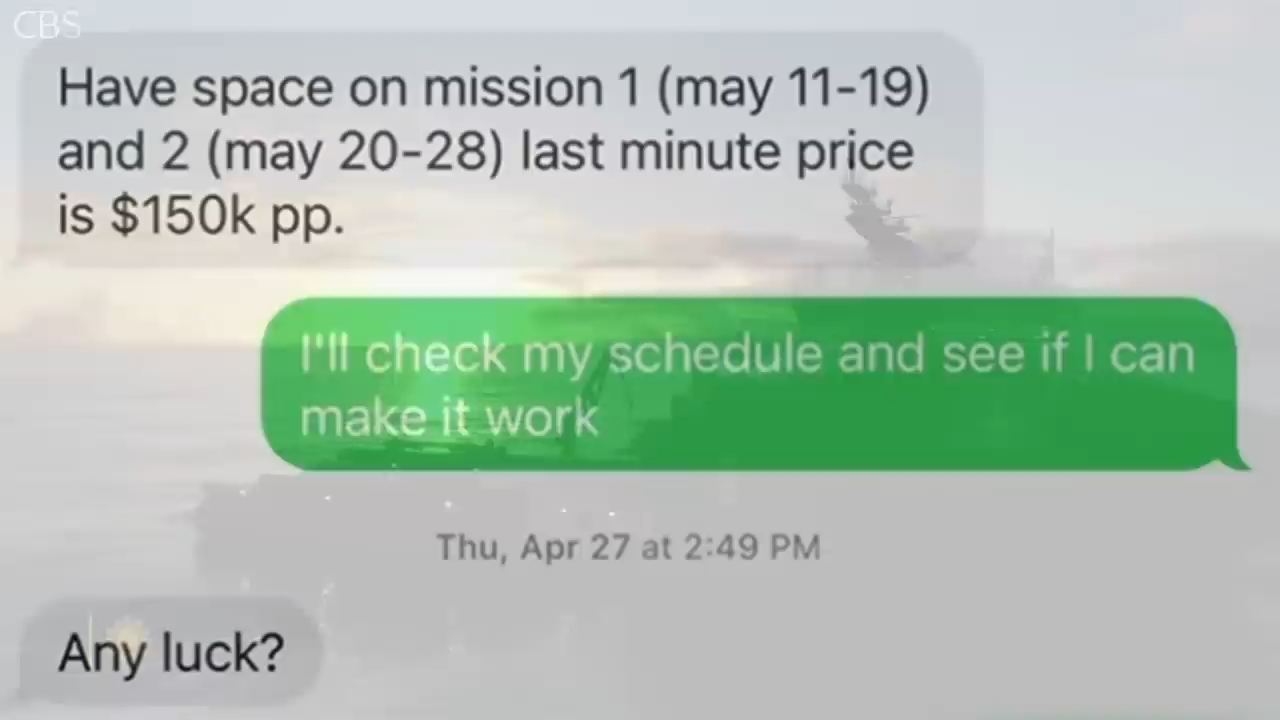 CBS
Have space on mission 1 (may 11-19)
and 2 (may 20-28) last minute price
is $150k pp.
I'll check my schedule and see if I can
make it work
Thu, Apr 27 at 2:49 PM
Any luck?